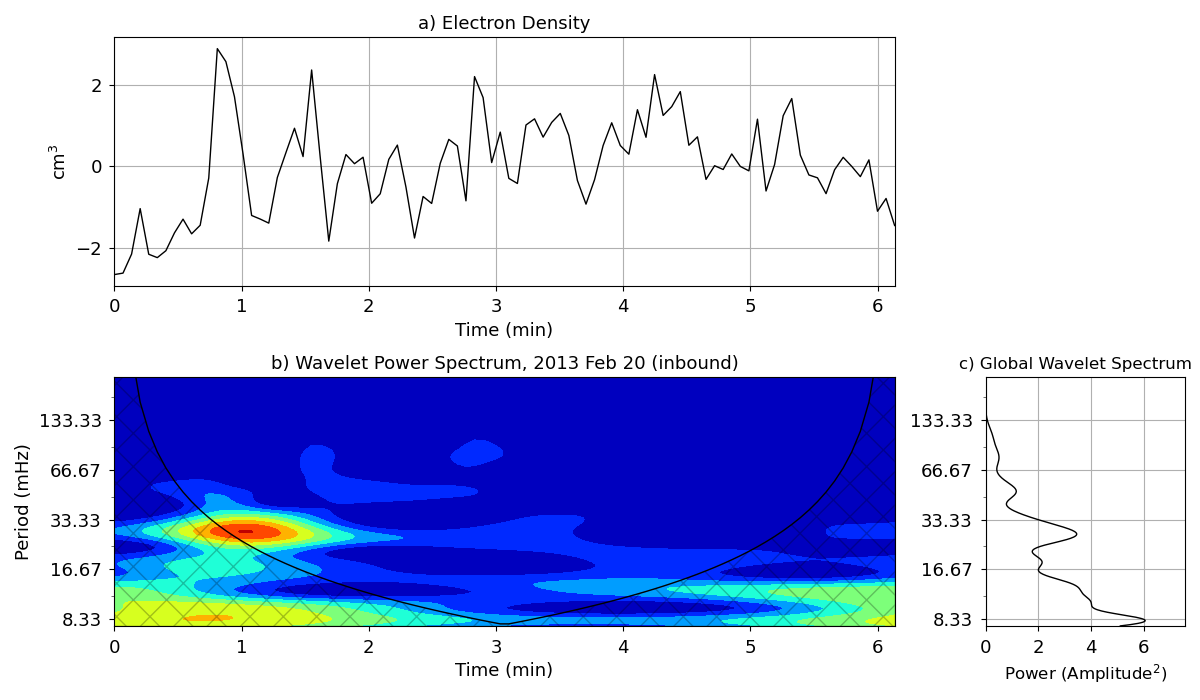 a) Electron Density
cm³
2
0
−2
0 1 2 3 4 5 6
Time (min)
b) Wavelet Power Spectrum, 2013 Feb 20 (inbound)
Period (mHz)
133.33
66.67
33.33
16.67
8.33
0 1 2 3 4 5 6
Time (min)
c) Global Wavelet Spectrum
133.33
66.67
33.33
16.67
8.33
0 2 4 6
Power (Amplitude²)